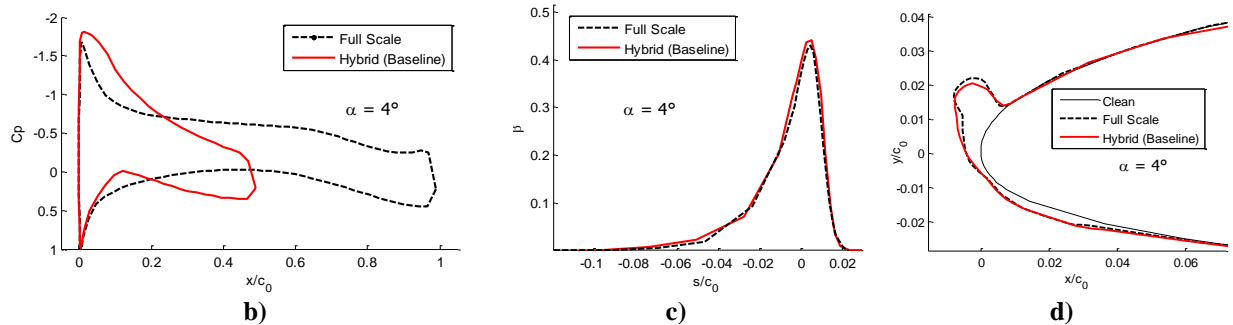 -2
-1.5
-1
-0.5
0
0.5
1
Cp
0 0.2 0.4 0.6 0.8 1
x/c0
Full Scale
Hybrid (Baseline)
α = 4º
b)
0.5
0.4
0.3
0.2
0.1
β
-0.1 -0.08 -0.06 -0.04 -0.02 0 0.02
s/c0
Full Scale
Hybrid (Baseline)
α = 4º
c)
0.04
0.03
0.02
0.01
0
-0.01
-0.02
y/c0
0 0.02 0.04 0.06
x/c0
Clean
Full Scale
Hybrid (Baseline)
α = 4º
d)